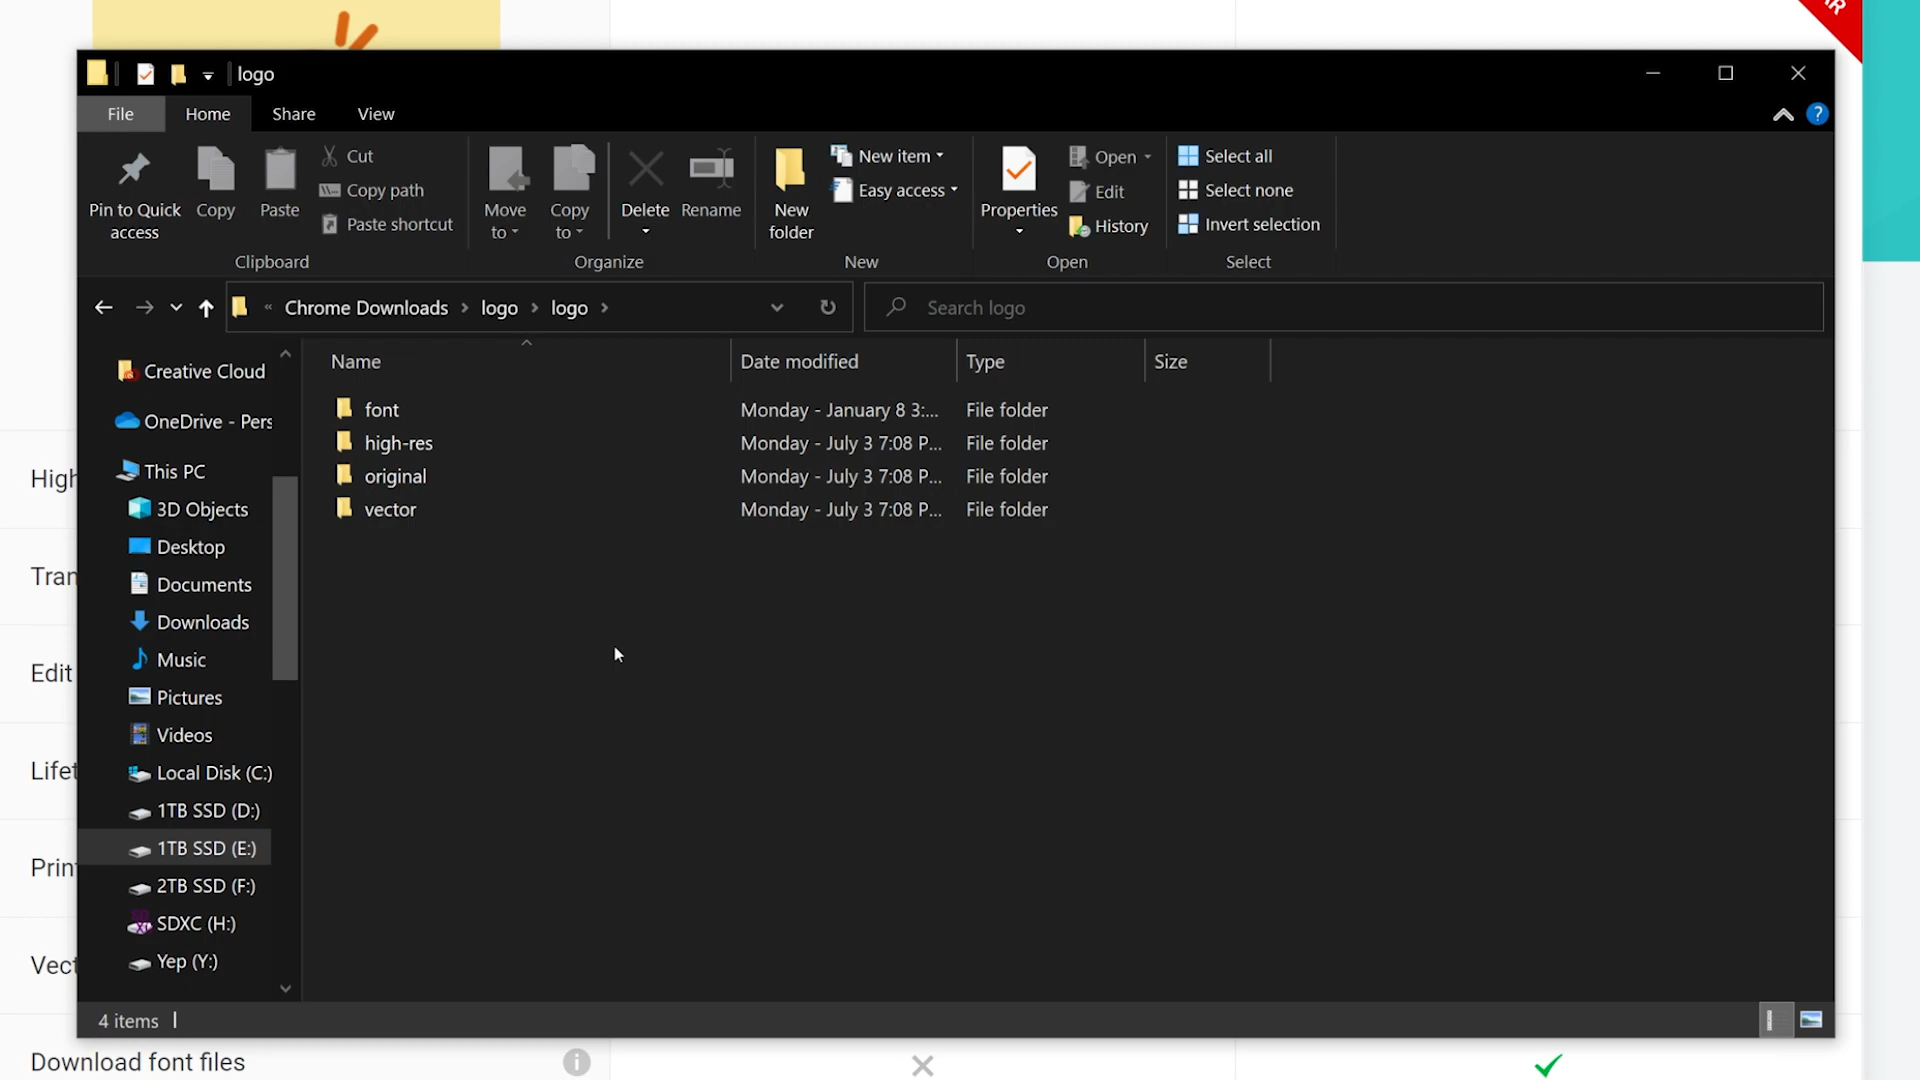 logo
File Home Share View
Pin to Quick access
Copy
Paste
Cut
Copy path
Paste shortcut
Move to
Copy to
Delete
Rename
New folder
New item
Easy access
Properties
Open
Edit
History
Select all
Select none
Invert selection
Clipboard Organize New Open Select
« Chrome Downloads > logo > logo >
Search logo
Name Date modified Type Size
font Monday - January 8 3:... File folder
high-res Monday - July 3 7:08 P... File folder
original Monday - July 3 7:08 P... File folder
vector Monday - July 3 7:08 P... File folder
Creative Cloud
OneDrive - Pers
This PC
3D Objects
Desktop
Documents
Downloads
Music
Pictures
Videos
Local Disk (C:)
1TB SSD (D:)
1TB SSD (E:)
2TB SSD (F:)
SDXC (H:)
Yep (Y:)
4 items
High
Tran
Edit
Lifet
Print
Vect
Download font files